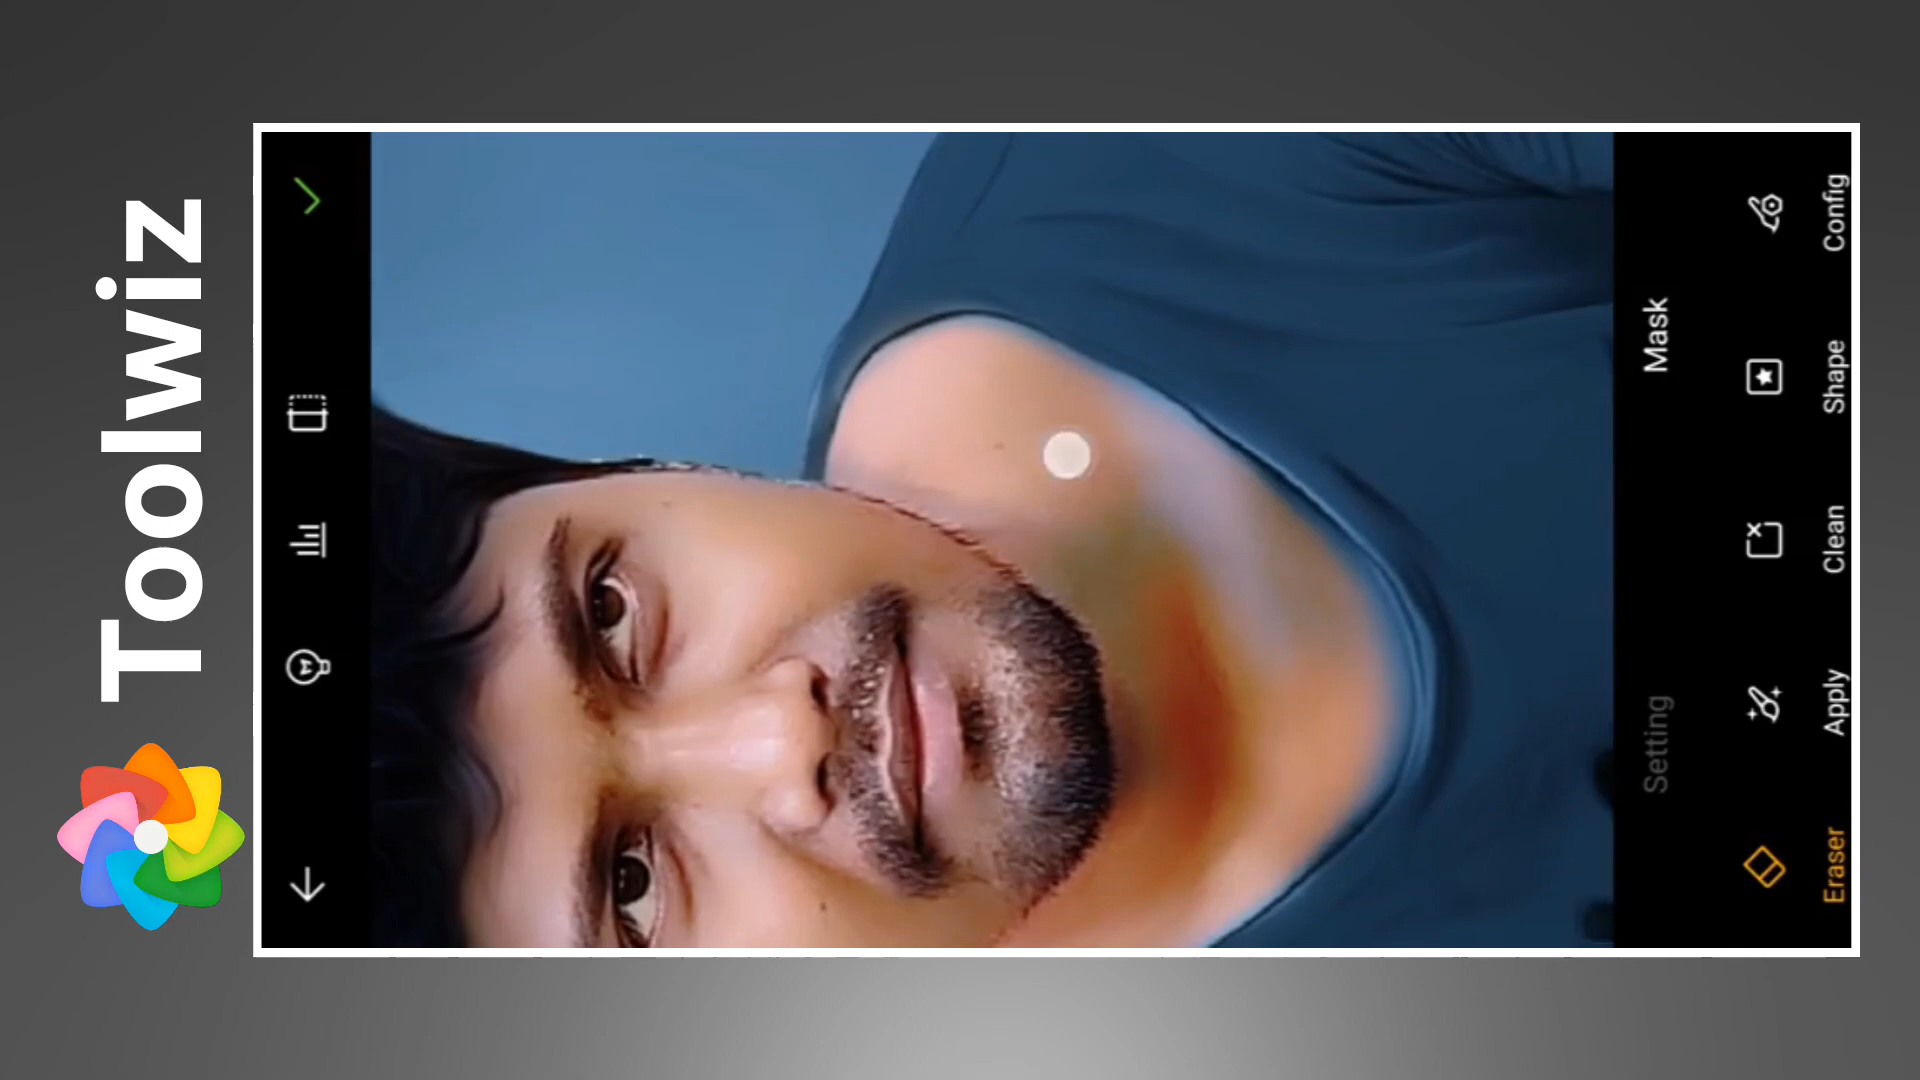 Toolwiz
Setting
Mask
Eraser
Apply
Clean
Shape
Config